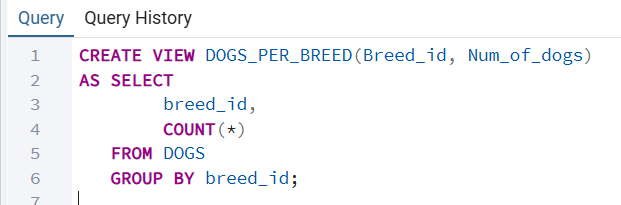 Query Query History
1 CREATE VIEW DOGS_PER_BREED(Breed_id, Num_of_dogs)
2 AS SELECT
3 breed_id,
4 COUNT(*)
5 FROM DOGS
6 GROUP BY breed_id;
7